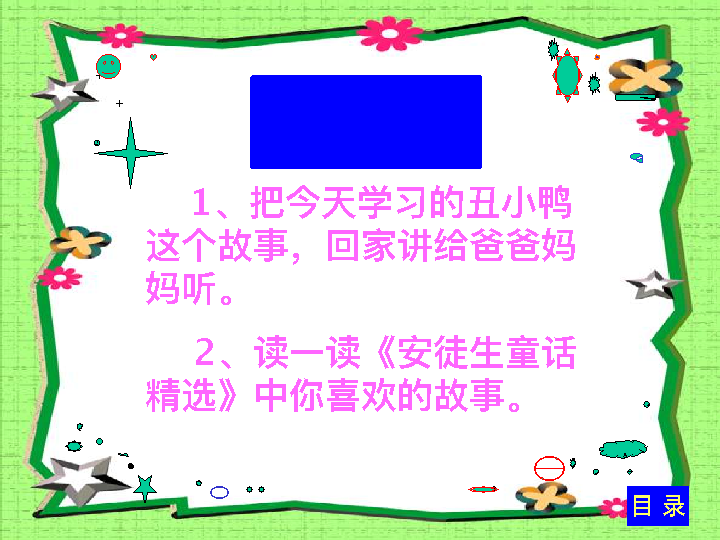 1、把今天学习的丑小鸭
这个故事，回家讲给爸爸妈
妈听。
2、读一读《安徒生童话
精选》中你喜欢的故事。
目 录